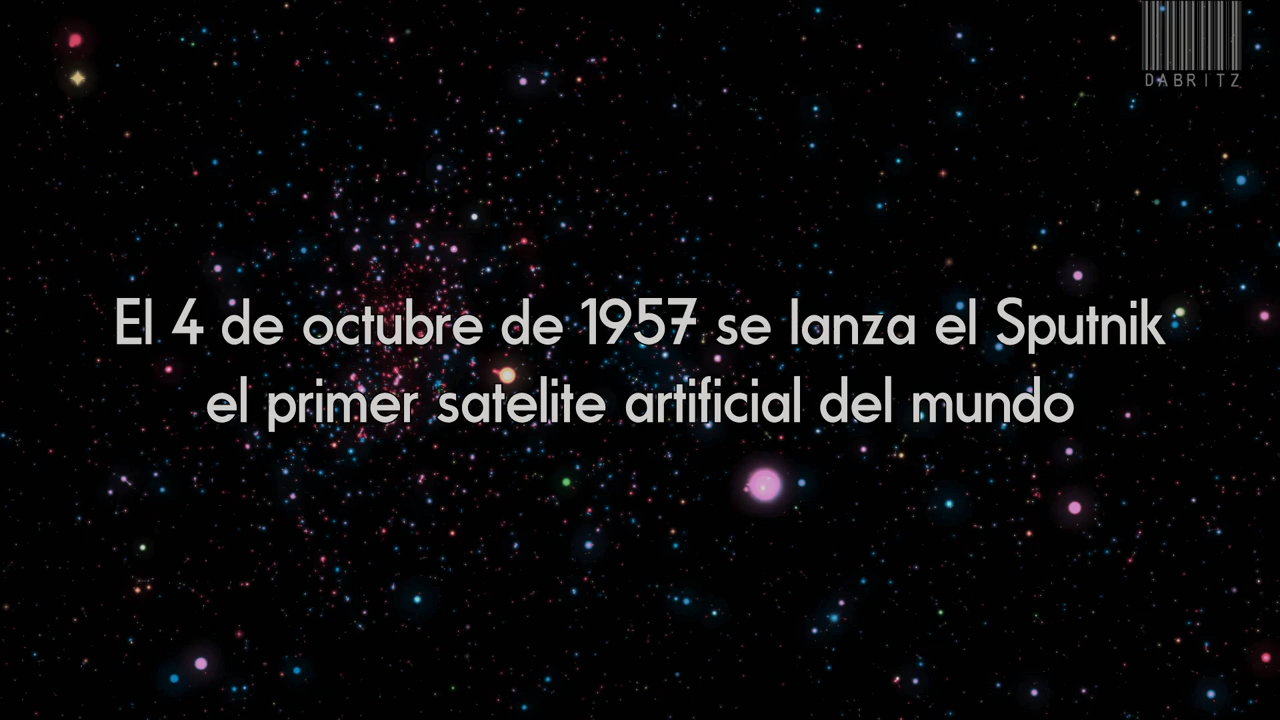 DABRITZ
El 4 de octubre de 1957 se lanza el Sputnik
el primer satelite artificial del mundo